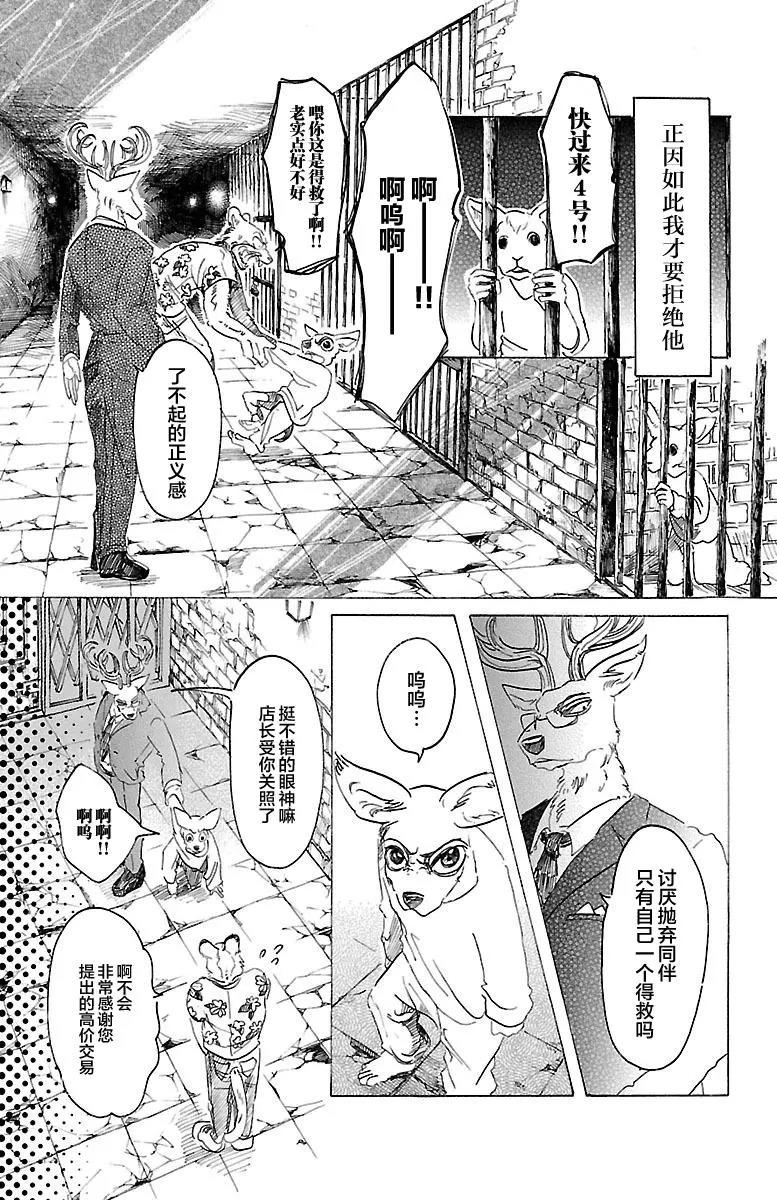 正因如此我才要拒绝他
快过来4号!!
啊——!!
啊呜啊——
喂你这是得救了啊!!
老实点好不好
了不起的正义感
讨厌抛弃同伴
只有自己一个得救吗
呜呜…
挺不错的眼神嘛
店长受你关照了
啊啊!!
啊呜
啊不会
非常感谢您
提出的高价交易